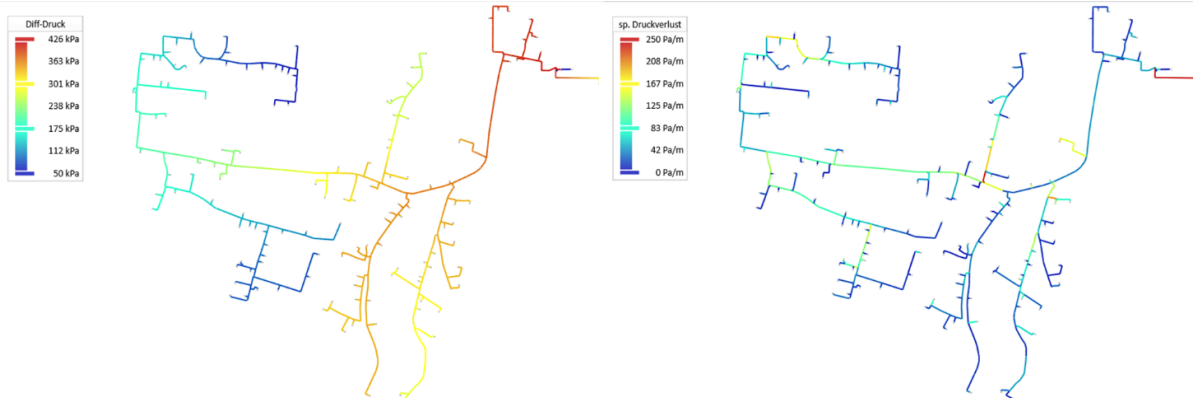 Diff-Druck
426 kPa
363 kPa
301 kPa
238 kPa
175 kPa
112 kPa
50 kPa
sp. Druckverlust
250 Pa/m
208 Pa/m
167 Pa/m
125 Pa/m
83 Pa/m
42 Pa/m
0 Pa/m